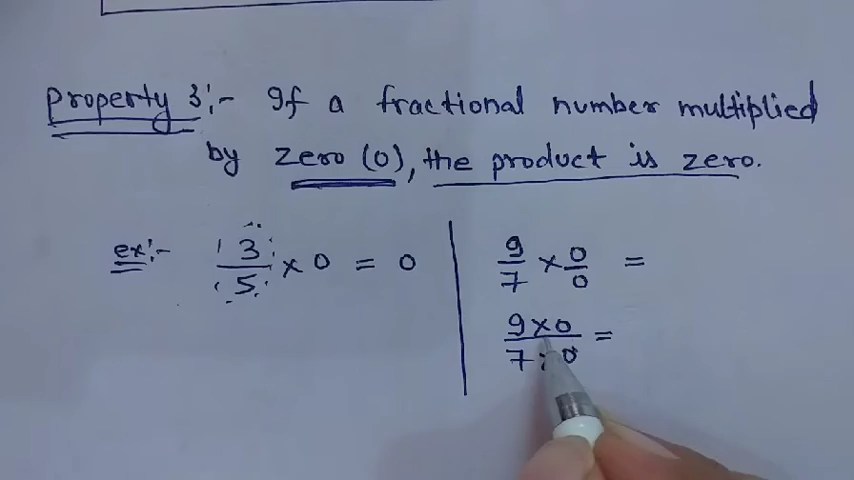 Property 3:- If a fractional number multiplied
by zero (0), the product is zero.
ex:- 3/5 × 0 = 0
9/7 × 0/0 =
9×0/7×0 =